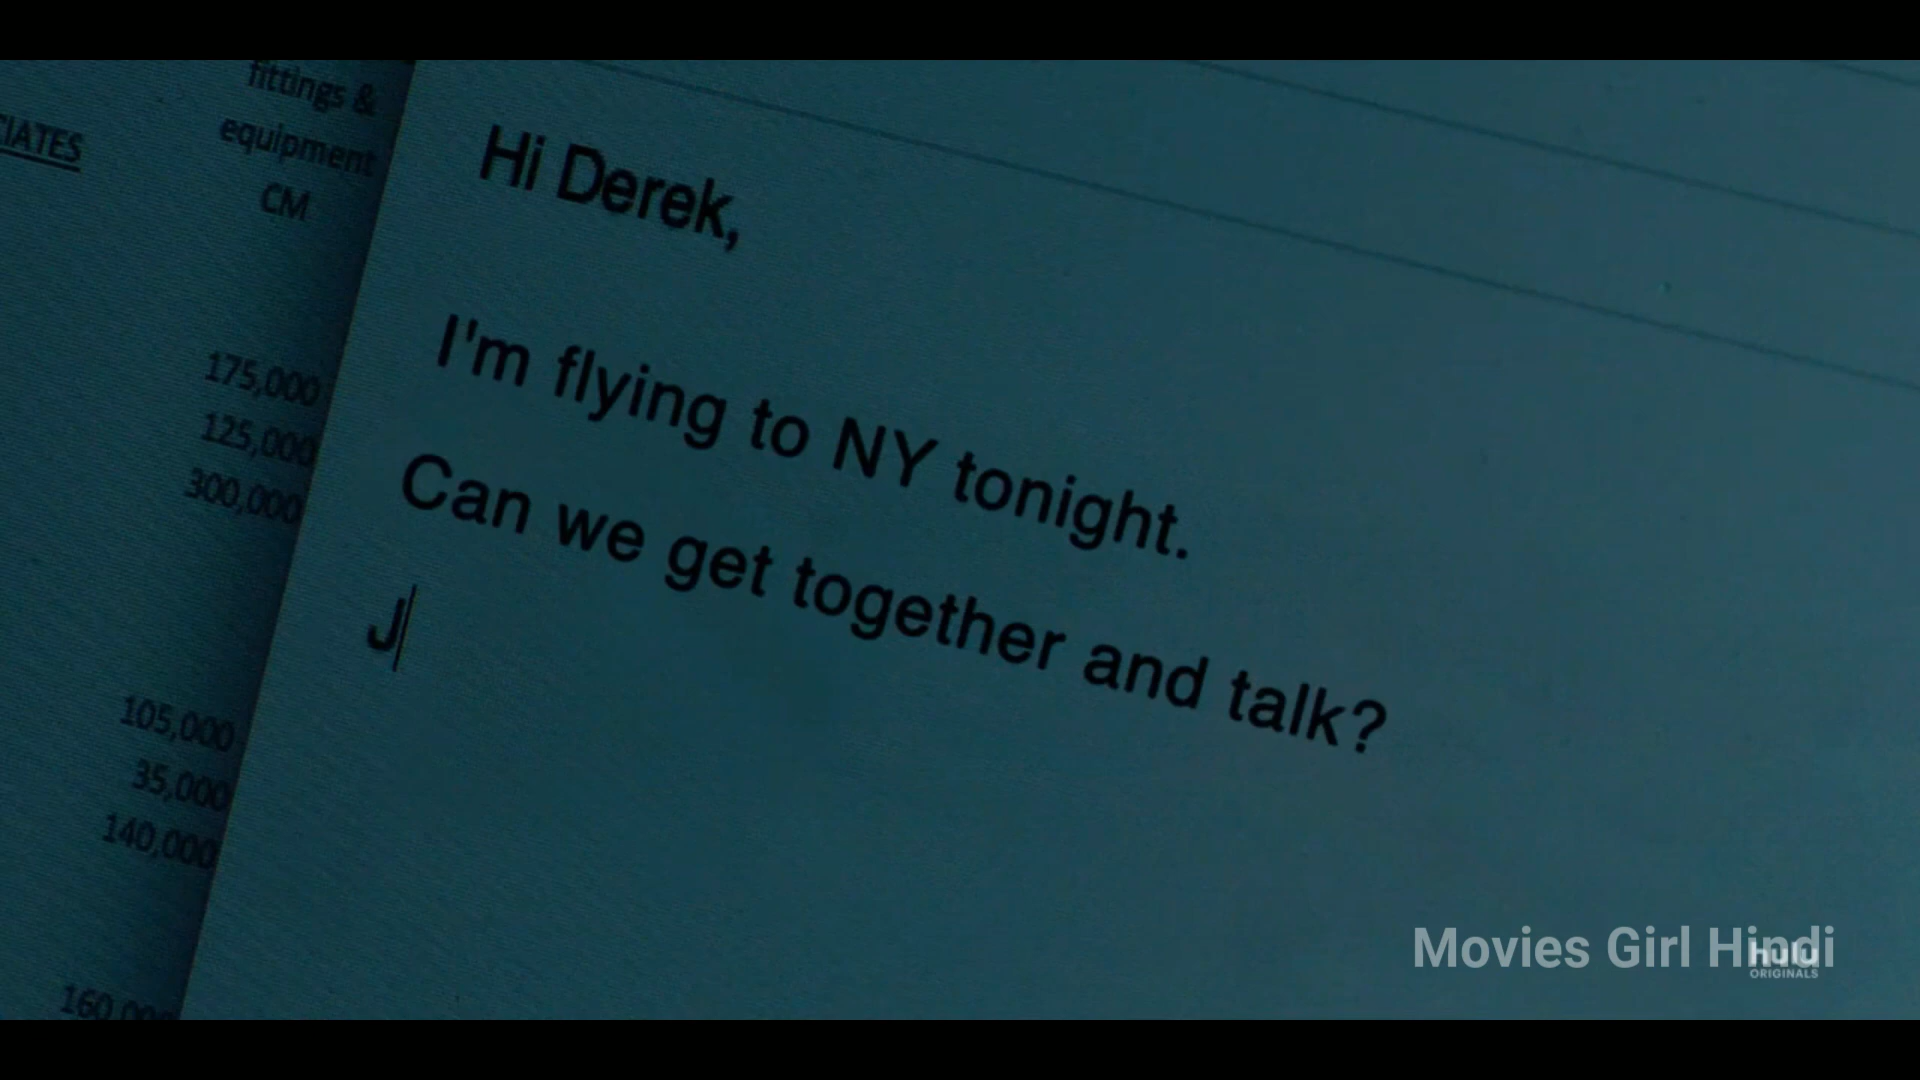 fittings &
equipment
CM
CIATES
175,000
125,000
300,000
105,000
35,000
140,000
Hi Derek,
I'm flying to NY tonight.
Can we get together and talk?
J
Movies Girl Hindi
hulu
ORIGINALS